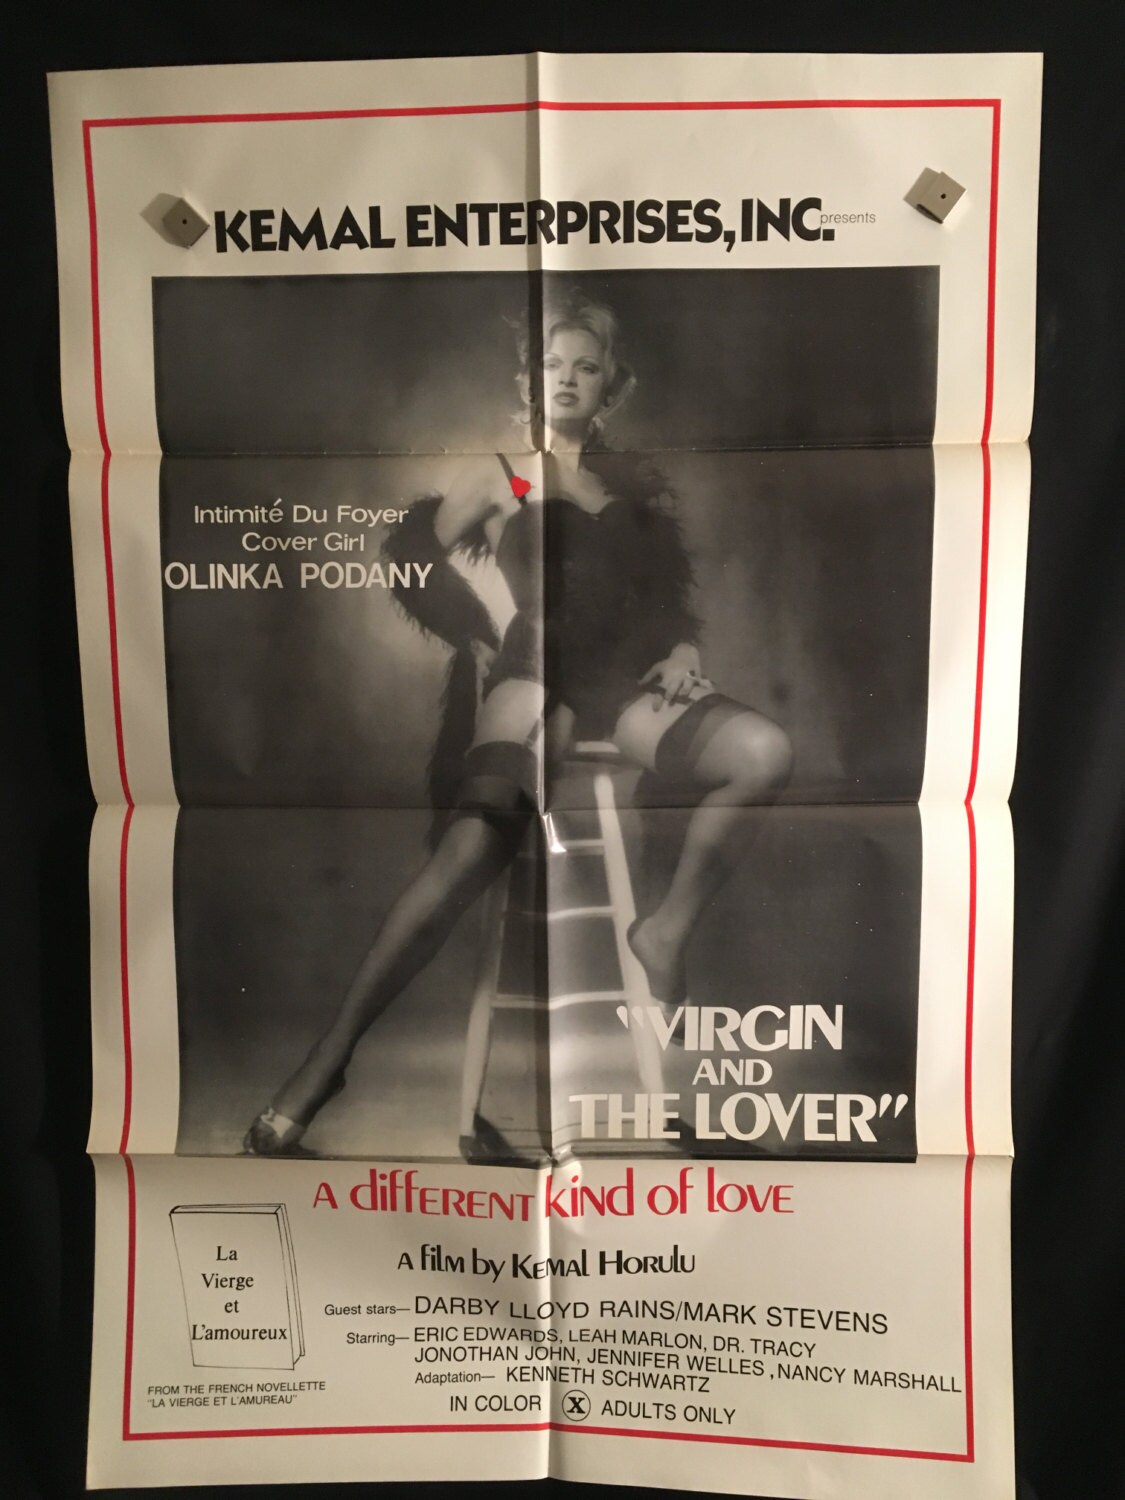 KEMAL ENTERPRISES, INC. presents
Intimité Du Foyer
Cover Girl
OLINKA PODANY
"VIRGIN
AND
THE LOVER"
A different kind of love
A film by Kemal Horulu
La
Vierge
et
L'amoureux
FROM THE FRENCH NOVELLETTE
"LA VIERGE ET L'AMUREAU"
Guest stars— DARBY LLOYD RAINS/MARK STEVENS
Starring— ERIC EDWARDS, LEAH MARLON, DR. TRACY
JONOTHAN JOHN, JENNIFER WELLES, NANCY MARSHALL
Adaptation— KENNETH SCHWARTZ
IN COLOR X ADULTS ONLY